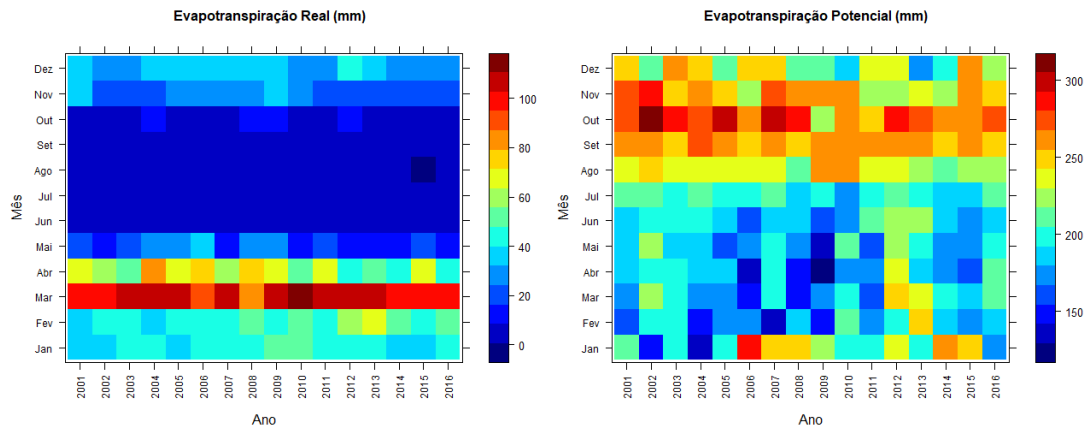 Evapotranspiração Real (mm)
Dez
Nov
Out
Set
Ago
Jul
Jun
Mai
Abr
Mar
Fev
Jan
Mês
2001 2002 2003 2004 2005 2006 2007 2008 2009 2010 2011 2012 2013 2014 2015 2016
Ano
100
80
60
40
20
0
Evapotranspiração Potencial (mm)
Dez
Nov
Out
Set
Ago
Jul
Jun
Mai
Abr
Mar
Fev
Jan
Mês
2001 2002 2003 2004 2005 2006 2007 2008 2009 2010 2011 2012 2013 2014 2015 2016
Ano
300
250
200
150